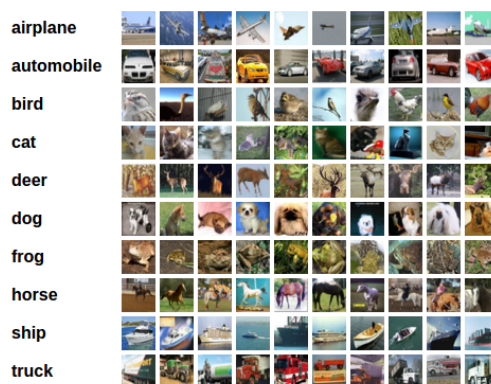 airplane
automobile
bird
cat
deer
dog
frog
horse
ship
truck